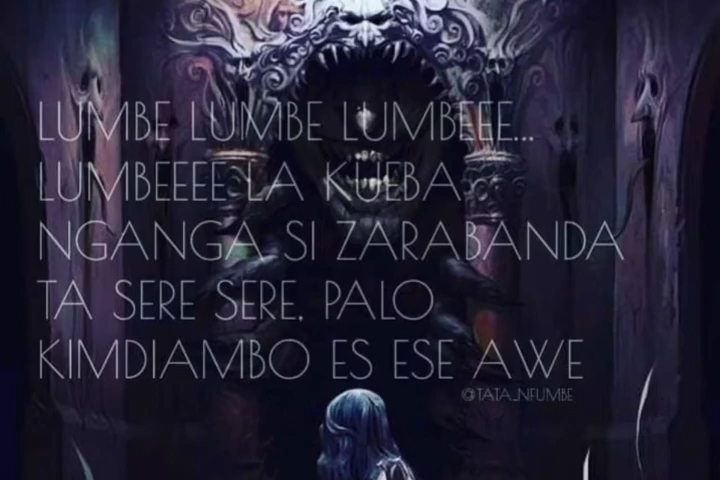 LUMBE LUMBE LUMBEEE...
LUMBEEEE LA KUEBA
NGANGA SI ZARABANDA
TA SERE SERE, PALO
KIMDIAMBO ES ESE AWE
@TATA_NFUMBE